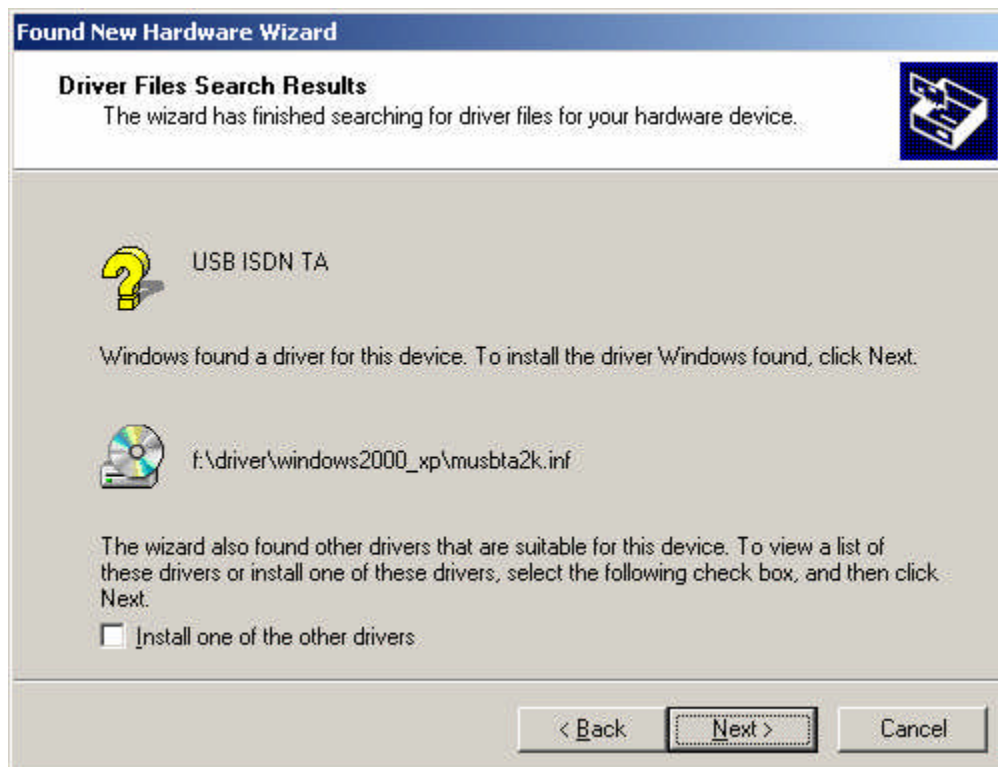 Found New Hardware Wizard
Driver Files Search Results
The wizard has finished searching for driver files for your hardware device.
USB ISDN TA
Windows found a driver for this device. To install the driver Windows found, click Next.
f:\driver\windows2000_xp\musbta2k.inf
The wizard also found other drivers that are suitable for this device. To view a list of
these drivers or install one of these drivers, select the following check box, and then click
Next.
Install one of the other drivers
< Back Next > Cancel